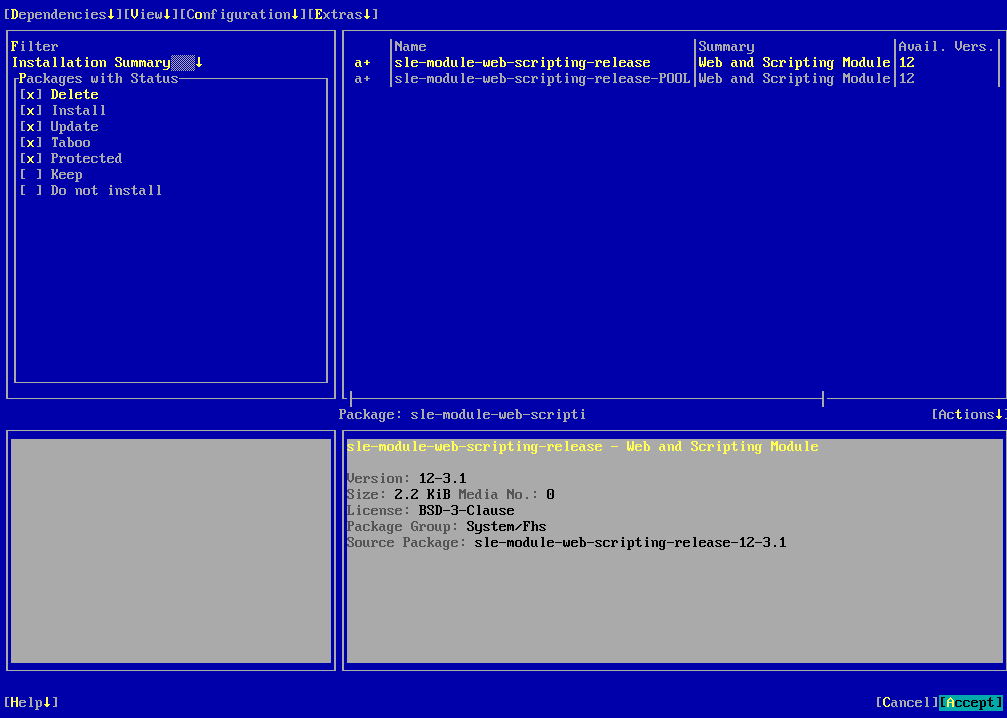 [Dependencies↓][View↓][Configuration↓][Extras↓]
Filter
Installation Summary ↓
Packages with Status
[x] Delete
[x] Install
[x] Update
[x] Taboo
[x] Protected
[ ] Keep
[ ] Do not install
Name Summary Avail. Vers.
a+ sle-module-web-scripting-release Web and Scripting Module 12
a+ sle-module-web-scripting-release-POOL Web and Scripting Module 12
Package: sle-module-web-scripti [Actions↓]
sle-module-web-scripting-release - Web and Scripting Module
Version: 12-3.1
Size: 2.2 KiB Media No.: 0
License: BSD-3-Clause
Package Group: System/Fhs
Source Package: sle-module-web-scripting-release-12-3.1
[Help↓] [Cancel][Accept]